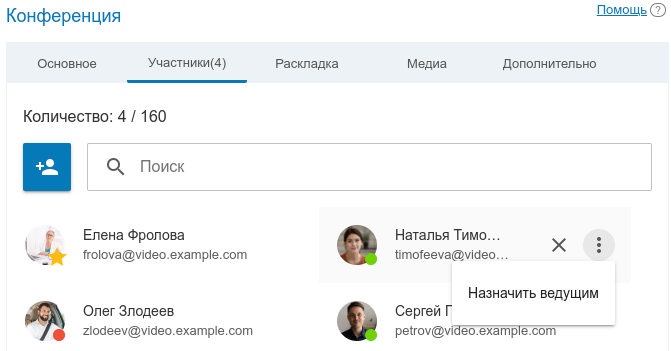 Конференция
Помощь ?
Основное Участники(4) Раскладка Медиа Дополнительно
Количество: 4 / 160
Поиск
Елена Фролова
frolova@video.example.com
Наталья Тимо...
timofeeva@video...
Назначить ведущим
Олег Злодеев
zlodeev@video.example.com
Сергей
petrov@video.example.com